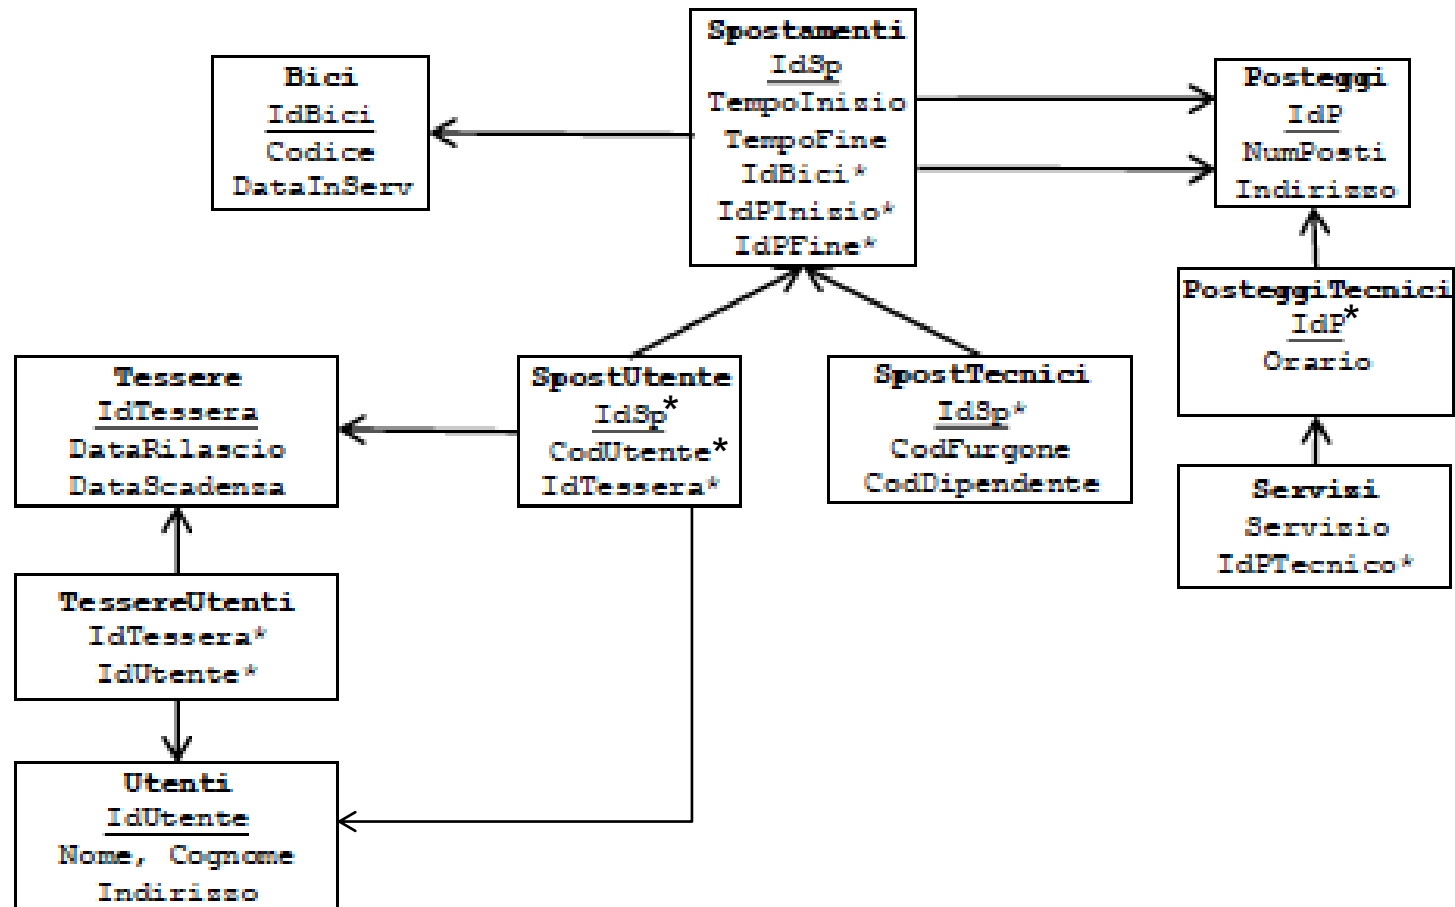 Spostamenti
IdSp
TempoInizio
TempoFine
IdBici*
IdPInizio*
IdPFine*
Bici
IdBici
Codice
DataInServ
Posteggi
IdP
NumPosti
Indirizzo
PosteggiTecnici
IdP*
Orario
Tessere
IdTessera
DataRilascio
DataScadenza
SpostUtente
IdSp*
CodUtente*
IdTessera*
SpostTecnici
IdSp*
CodFurgone
CodDipendente
Servizi
Servizio
IdPTecnico*
TessereUtenti
IdTessera*
IdUtente*
Utenti
IdUtente
Nome, Cognome
Indirizzo